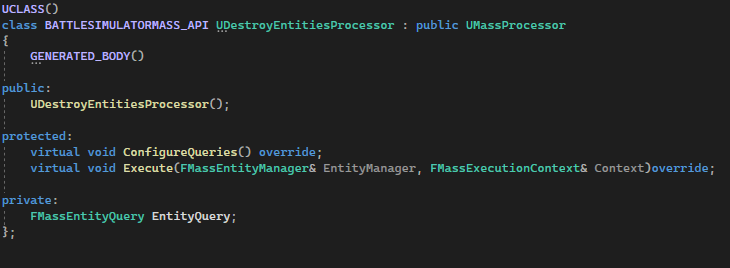 UCLASS()
class BATTLESIMULATORMASS_API UDestroyEntitiesProcessor : public UMassProcessor
{
GENERATED_BODY()
public:
UDestroyEntitiesProcessor();
protected:
virtual void ConfigureQueries() override;
virtual void Execute(FMassEntityManager& EntityManager, FMassExecutionContext& Context)override;
private:
FMassEntityQuery EntityQuery;
};